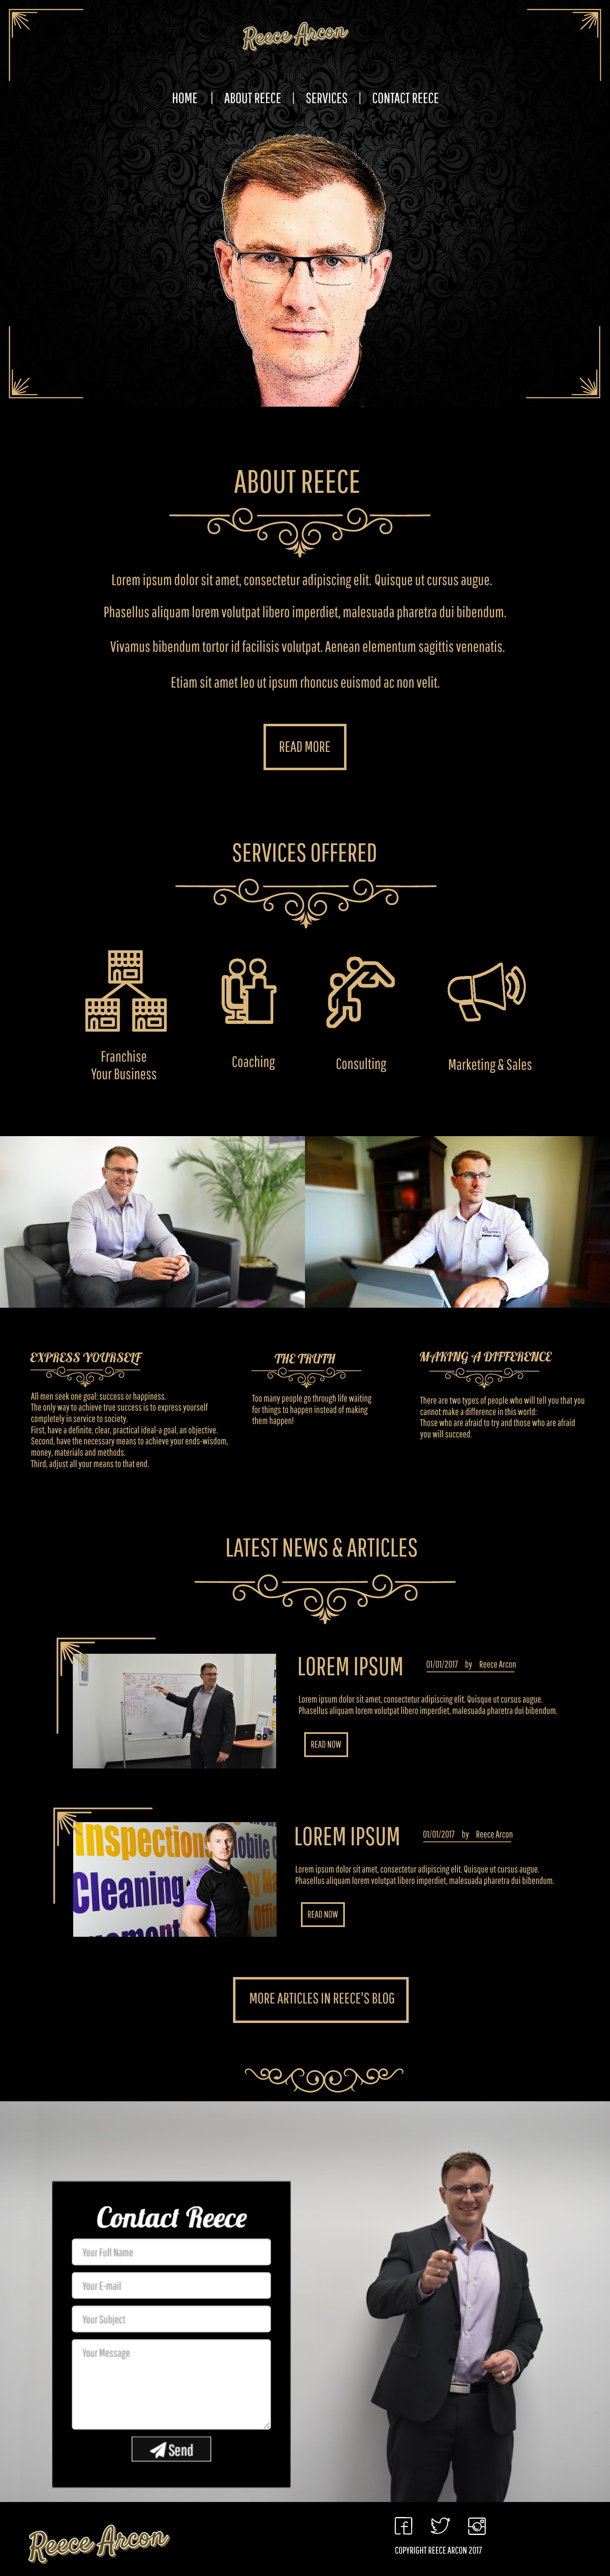 Reece Arcon
HOME | ABOUT REECE | SERVICES | CONTACT REECE
ABOUT REECE
Lorem ipsum dolor sit amet, consectetur adipiscing elit. Quisque ut cursus augue.
Phasellus aliquam lorem volutpat libero imperdiet, malesuada pharetra dui bibendum.
Vivamus bibendum tortor id facilisis volutpat. Aenean elementum sagittis venenatis.
Etiam sit amet leo ut ipsum rhoncus euismod ac non velit.
READ MORE
SERVICES OFFERED
Franchise
Your Business
Coaching
Consulting
Marketing & Sales
EXPRESS YOURSELF
All men seek one goal: success or happiness.
The only way to achieve true success is to express yourself
completely in service to society.
First, have a definite, clear, practical ideal-a goal, an objective.
Second, have the necessary means to achieve your ends-wisdom,
money, materials and methods.
Third, adjust all your means to that end.
THE TRUTH
Too many people go through life waiting
for things to happen instead of making
them happen!
MAKING A DIFFERENCE
There are two types of people who will tell you that you
cannot make a difference in this world:
Those who are afraid to try and those who are afraid
you will succeed.
LATEST NEWS & ARTICLES
LOREM IPSUM
01/01/2017 by Reece Arcon
Lorem ipsum dolor sit amet, consectetur adipiscing elit. Quisque ut cursus augue.
Phasellus aliquam lorem volutpat libero imperdiet, malesuada pharetra dui bibendum.
READ NOW
Inspection
Cleaning
LOREM IPSUM
01/01/2017 by Reece Arcon
Lorem ipsum dolor sit amet, consectetur adipiscing elit. Quisque ut cursus augue.
Phasellus aliquam lorem volutpat libero imperdiet, malesuada pharetra dui bibendum.
READ NOW
MORE ARTICLES IN REECE'S BLOG
Contact Reece
Your Full Name
Your E-mail
Your Subject
Your Message
Send
Reece Arcon
COPYRIGHT REECE ARCON 2017